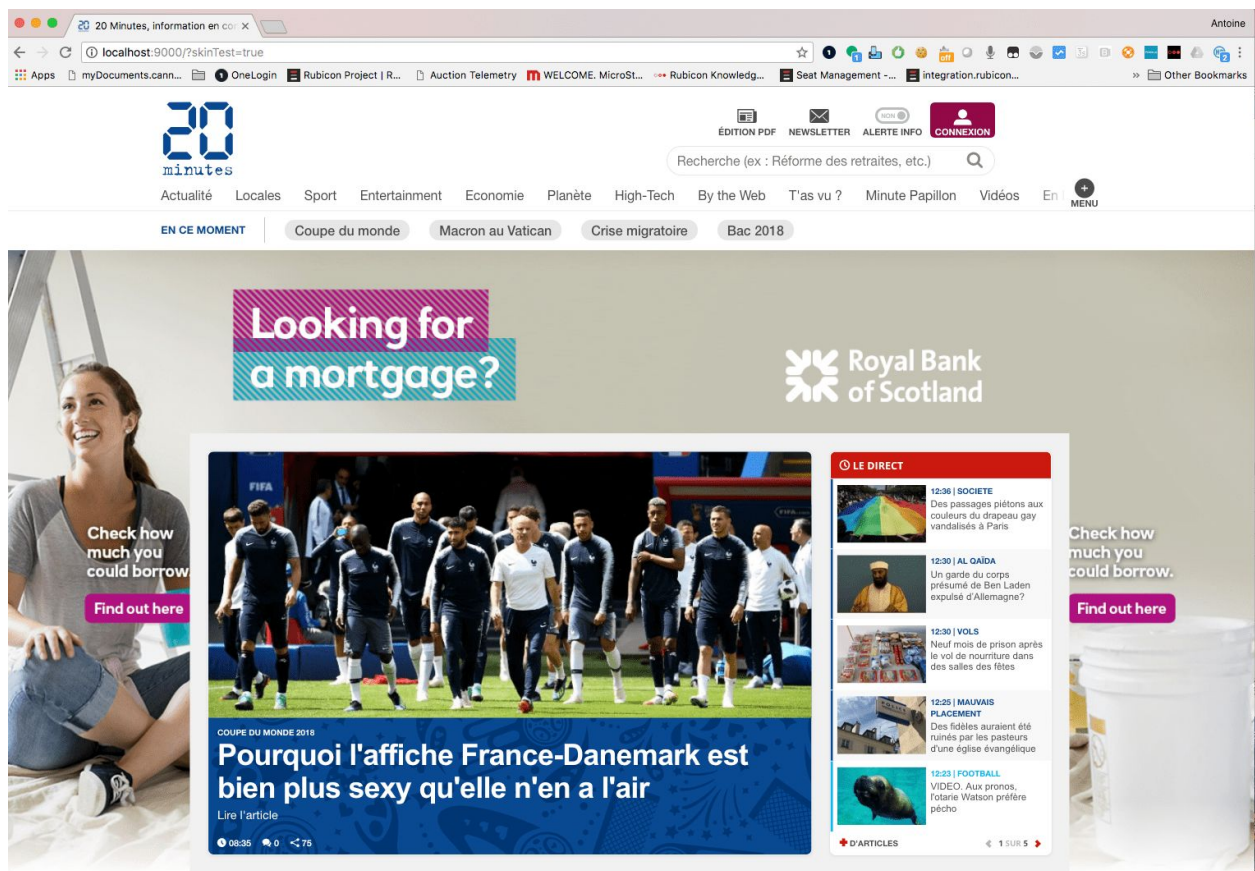 20 Minutes, information en con
Antoine
localhost:9000/?skinTest=true
Apps
myDocuments.cann...
OneLogin
Rubicon Project | R...
Auction Telemetry
WELCOME. MicroSt...
Rubicon Knowledg...
Seat Management -...
integration.rubicon...
»
Other Bookmarks
20
minutes
ÉDITION PDF
NEWSLETTER
NON
ALERTE INFO
CONNEXION
Recherche (ex : Réforme des retraites, etc.)
Actualité
Locales
Sport
Entertainment
Economie
Planète
High-Tech
By the Web
T'as vu ?
Minute Papillon
Vidéos
En
MENU
EN CE MOMENT
Coupe du monde
Macron au Vatican
Crise migratoire
Bac 2018
Looking for
a mortgage?
Royal Bank
of Scotland
Check how
much you
could borrow.
Find out here
FIFA
COUPE DU MONDE 2018
Pourquoi l'affiche France-Danemark est
bien plus sexy qu'elle n'en a l'air
Lire l'article
08:35 0 75
LE DIRECT
12:36 | SOCIETE
Des passages piétons aux
couleurs du drapeau gay
vandalisés à Paris
12:30 | AL QAÏDA
Un garde du corps
présumé de Ben Laden
expulsé d'Allemagne?
12:30 | VOLS
Neuf mois de prison après
le vol de nourriture dans
des salles des fêtes
12:25 | MAUVAIS
PLACEMENT
Des fidèles auraient été
ruinés par les pasteurs
d'une église évangélique
12:23 | FOOTBALL
VIDEO. Aux pronos,
l'otarie Watson préfère
pécho
D'ARTICLES
1 SUR 5
Check how
much you
could borrow.
Find out here